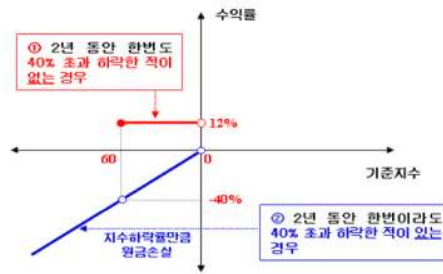 수익률
① 2년 동안 한번도
40% 초과 하락한 적이
없는 경우
12%
60
0
기준지수
-40%
지수하락률만큼
원금손실
② 2년 동안 한번이라도
40% 초과 하락한 적이 있는
경우